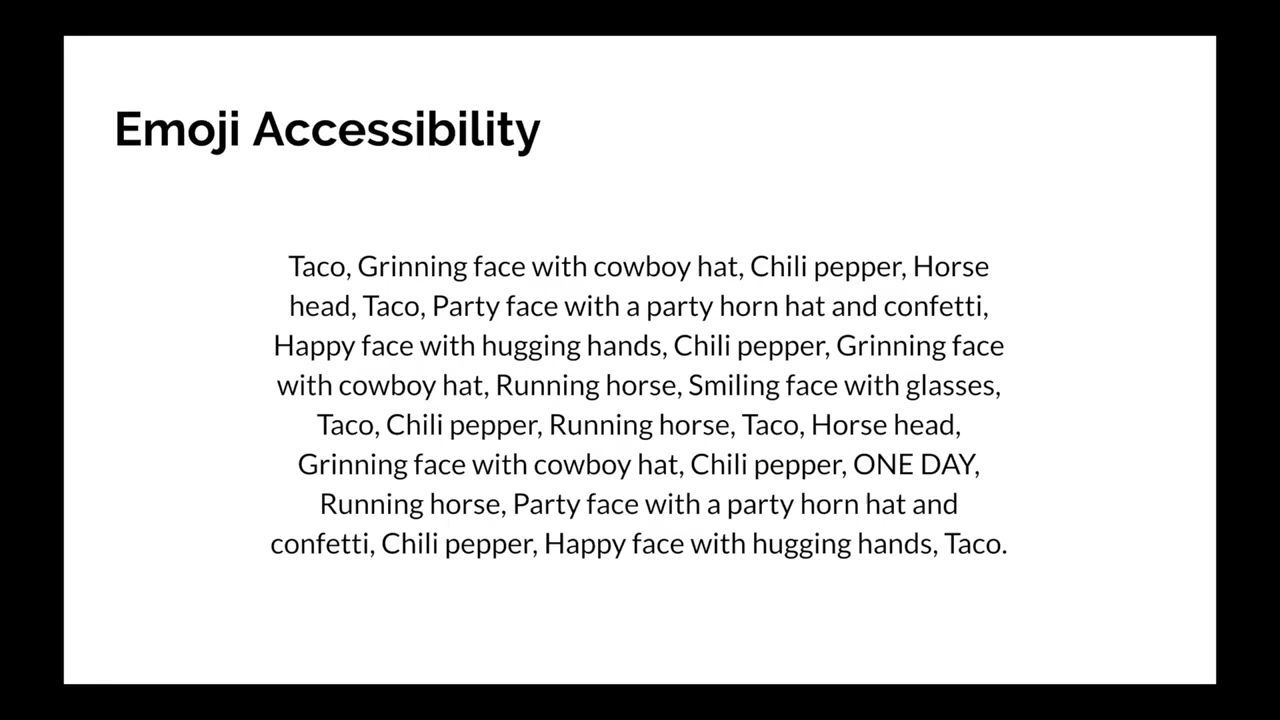 Emoji Accessibility
Taco, Grinning face with cowboy hat, Chili pepper, Horse
head, Taco, Party face with a party horn hat and confetti,
Happy face with hugging hands, Chili pepper, Grinning face
with cowboy hat, Running horse, Smiling face with glasses,
Taco, Chili pepper, Running horse, Taco, Horse head,
Grinning face with cowboy hat, Chili pepper, ONE DAY,
Running horse, Party face with a party horn hat and
confetti, Chili pepper, Happy face with hugging hands, Taco.